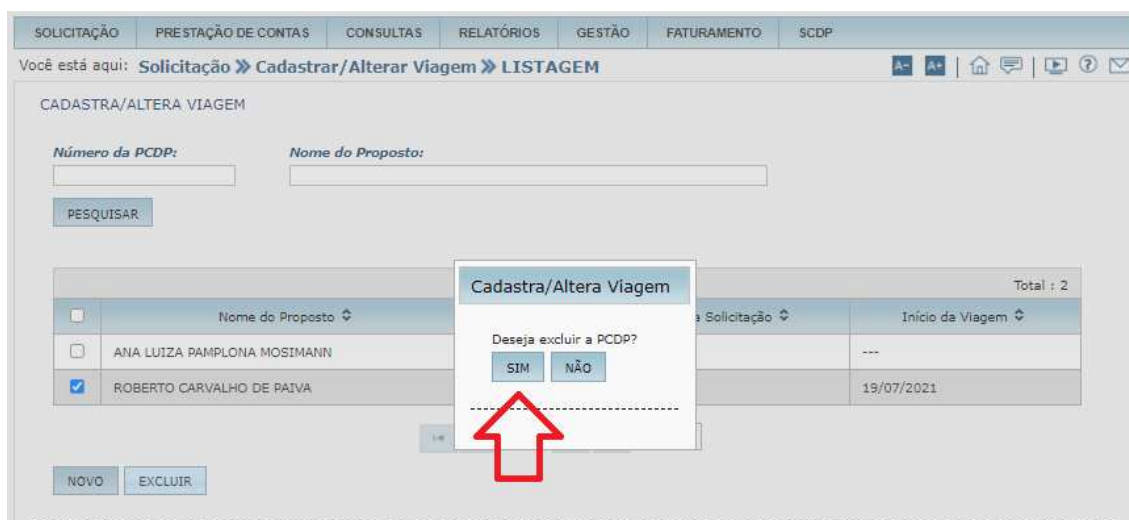 SOLICITAÇÃO PRESTAÇÃO DE CONTAS CONSULTAS RELATÓRIOS GESTÃO FATURAMENTO SCDP
Você está aqui: Solicitação » Cadastrar/Alterar Viagem » LISTAGEM A- A+
CADASTRA/ALTERA VIAGEM
Número da PCDP: Nome do Proposto:
PESQUISAR
Cadastra/Altera Viagem
Deseja excluir a PCDP?
SIM NÃO
Total : 2
Nome do Proposto Solicitação Início da Viagem
ANA LUIZA PAMPLONA MOSIMANN ---
ROBERTO CARVALHO DE PAIVA 19/07/2021
NOVO EXCLUIR